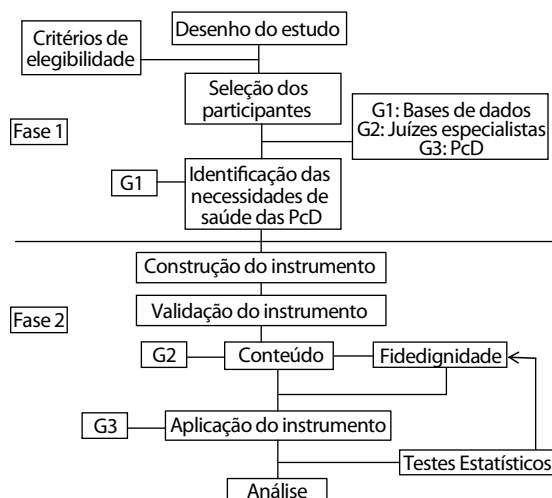 Desenho do estudo
Critérios de
elegibilidade
Seleção dos
participantes
G1: Bases de dados
G2: Juízes especialistas
G3: PcD
Fase 1
G1
Identificação das
necessidades de
saúde das PcD
Construção do instrumento
Validação do instrumento
Fase 2
G2
Conteúdo
Fidedignidade
G3
Aplicação do instrumento
Testes Estatísticos
Análise